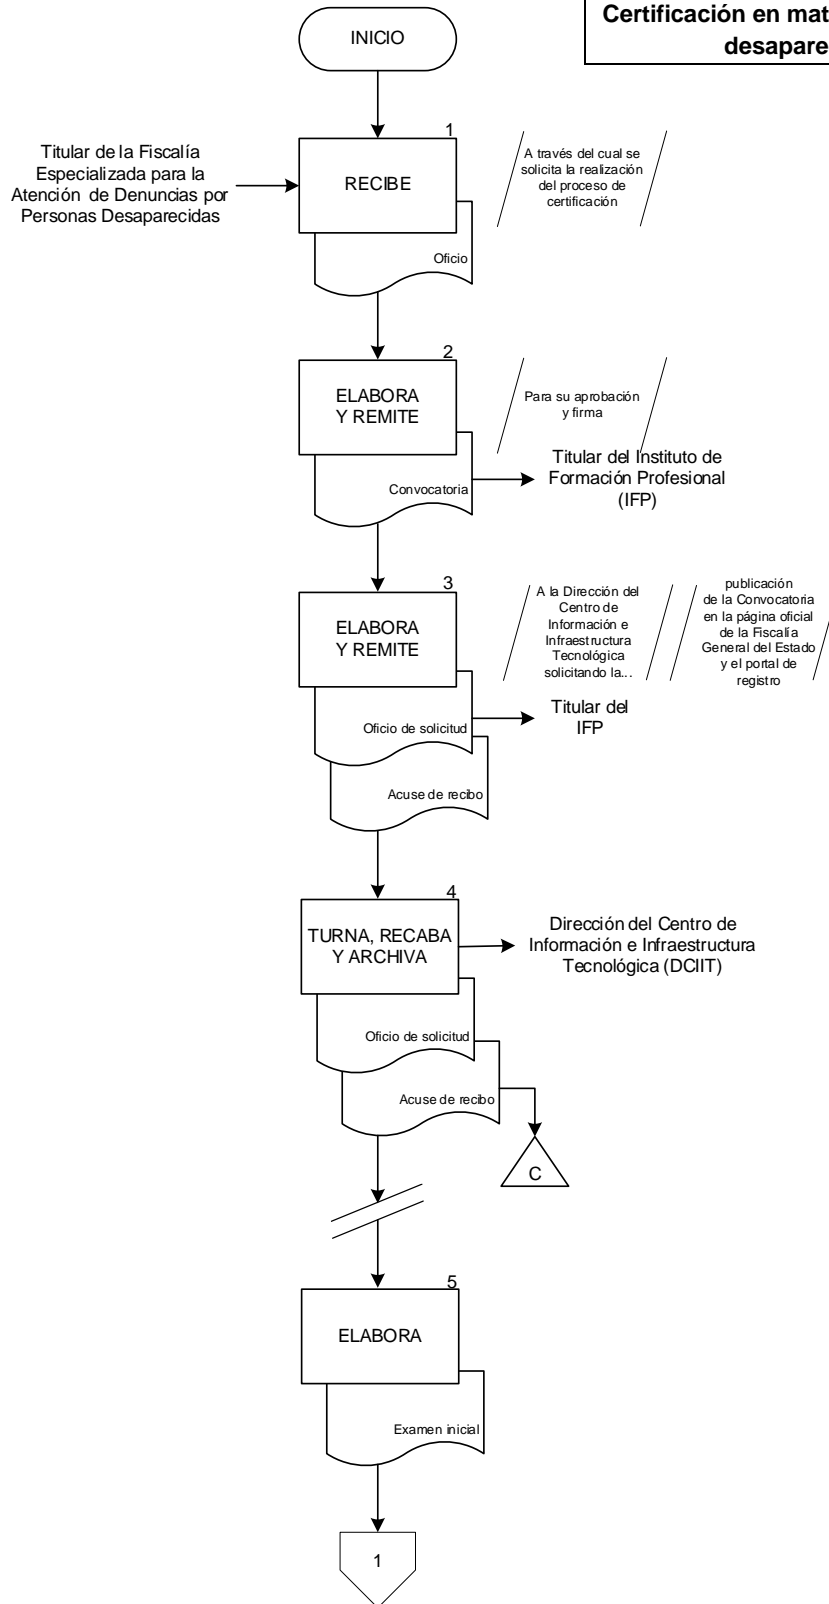 Certificación en mat
desapare
INICIO
1
Titular de la Fiscalía
Especializada para la
Atención de Denuncias por
Personas Desaparecidas
RECIBE
A través del cual se
solicita la realización
del proceso de
certificación
Oficio
2
ELABORA
Y REMITE
Para su aprobación
y firma
Convocatoria
Titular del Instituto de
Formación Profesional
(IFP)
3
ELABORA
Y REMITE
A la Dirección del
Centro de
Información e
Infraestructura
Tecnológica
solicitando la...
publicación
de la Convocatoria
en la página oficial
de la Fiscalía
General del Estado
y el portal de
registro
Oficio de solicitud
Titular del
IFP
Acuse de recibo
4
TURNA, RECABA
Y ARCHIVA
Dirección del Centro de
Información e Infraestructura
Tecnológica (DCIIT)
Oficio de solicitud
Acuse de recibo
C
5
ELABORA
Examen inicial
1